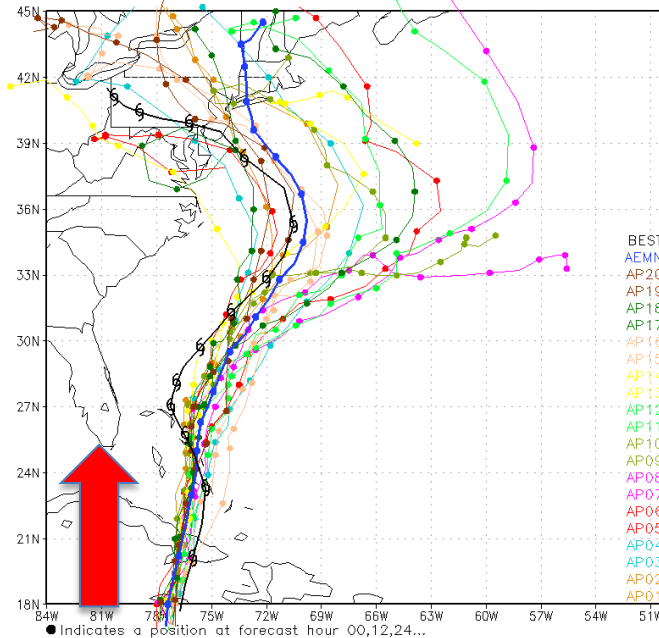 45N
42N
39N
36N
33N
30N
27N
24N
21N
18N
84W 81W 78W 75W 72W 69W 66W 63W 60W 57W 54W 51W
BEST
AEMN
AP20
AP19
AP18
AP17
AP16
AP15
AP14
AP13
AP12
AP11
AP10
AP09
AP08
AP07
AP06
AP05
AP04
AP03
AP02
AP01
Indicates a position at forecast hour 00,12,24...